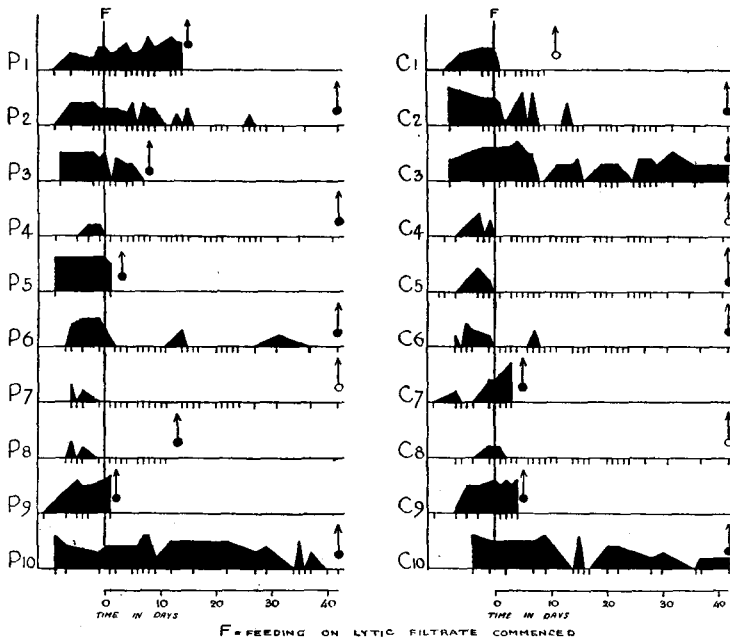 F F
P1 C1
P2 C2
P3 C3
P4 C4
P5 C5
P6 C6
P7 C7
P8 C8
P9 C9
P10 C10
0 10 20 30 40 0 10 20 30 40
TIME IN DAYS TIME IN DAYS
F = FEEDING ON LYTIC FILTRATE COMMENCED